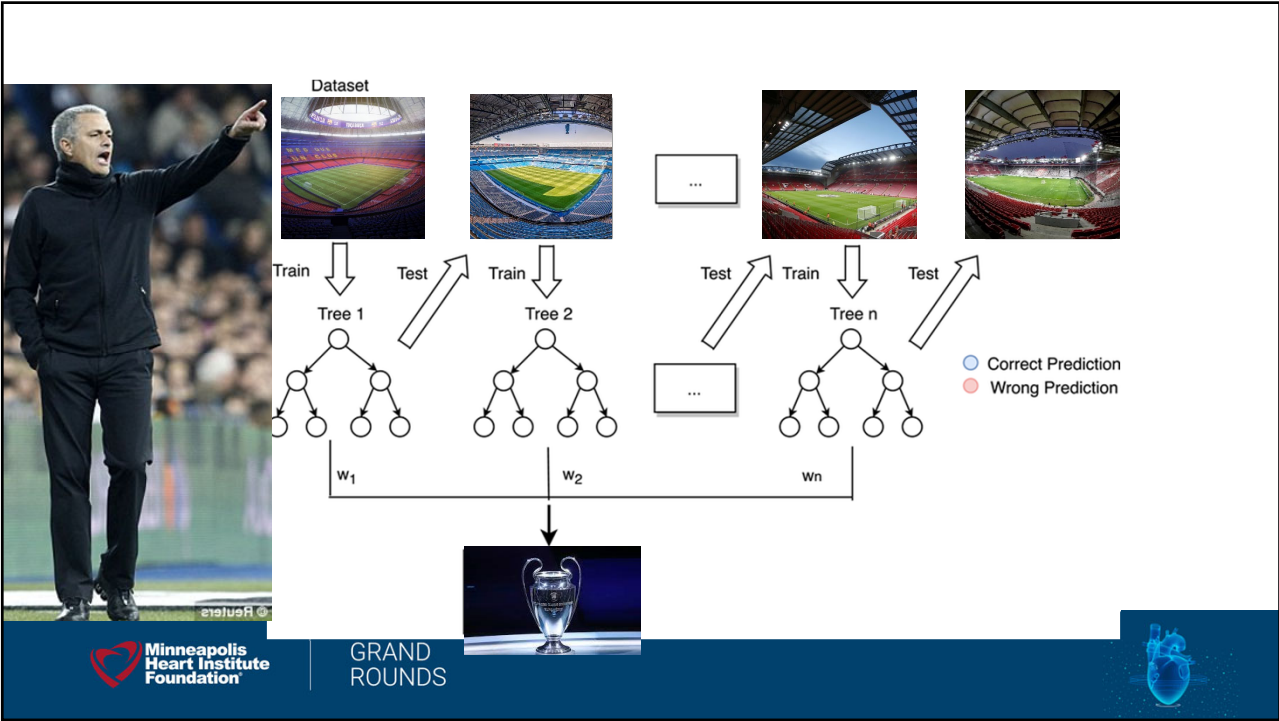 Dataset
...
Train
Test
Train
Test
Train
Test
Tree 1
Tree 2
Tree n
...
Correct Prediction
Wrong Prediction
w1
w2
wn
© Reuters
Minneapolis
Heart Institute
Foundation®
GRAND
ROUNDS